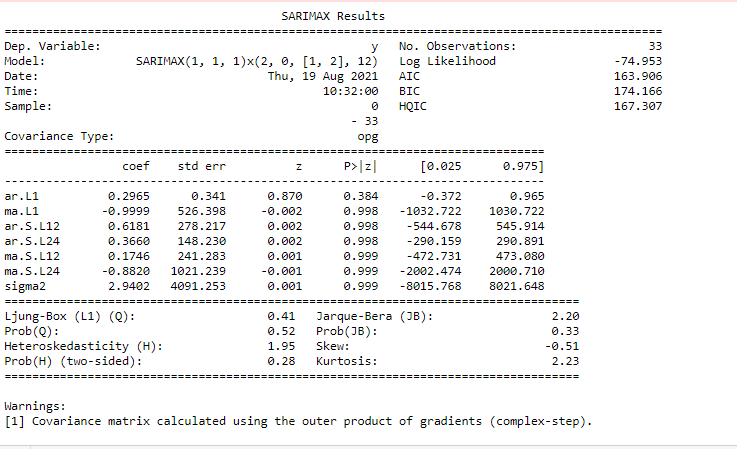 SARIMAX Results
==========================================================================================
Dep. Variable:                                  y   No. Observations:                   33
Model:             SARIMAX(1, 1, 1)x(2, 0, [1, 2], 12)   Log Likelihood                 -74.953
Date:                            Thu, 19 Aug 2021   AIC                            163.906
Time:                                    10:32:00   BIC                            174.166
Sample:                                         0   HQIC                           167.307
- 33
Covariance Type:                              opg
==============================================================================
coef    std err          z      P>|z|      [0.025      0.975]
------------------------------------------------------------------------------
ar.L1          0.2965      0.341      0.870      0.384      -0.372       0.965
ma.L1         -0.9999    526.398     -0.002      0.998   -1032.722    1030.722
ar.S.L12       0.6181    278.217      0.002      0.998    -544.678     545.914
ar.S.L24       0.3660    148.230      0.002      0.998    -290.159     290.891
ma.S.L12       0.1746    241.283      0.001      0.999    -472.731     473.080
ma.S.L24      -0.8820   1021.239     -0.001      0.999   -2002.474    2000.710
sigma2         2.9402   4091.253      0.001      0.999   -8015.768    8021.648
===================================================================================
Ljung-Box (L1) (Q):                   0.41   Jarque-Bera (JB):                 2.20
Prob(Q):                              0.52   Prob(JB):                         0.33
Heteroskedasticity (H):               1.95   Skew:                            -0.51
Prob(H) (two-sided):                  0.28   Kurtosis:                         2.23
===================================================================================
Warnings:
[1] Covariance matrix calculated using the outer product of gradients (complex-step).